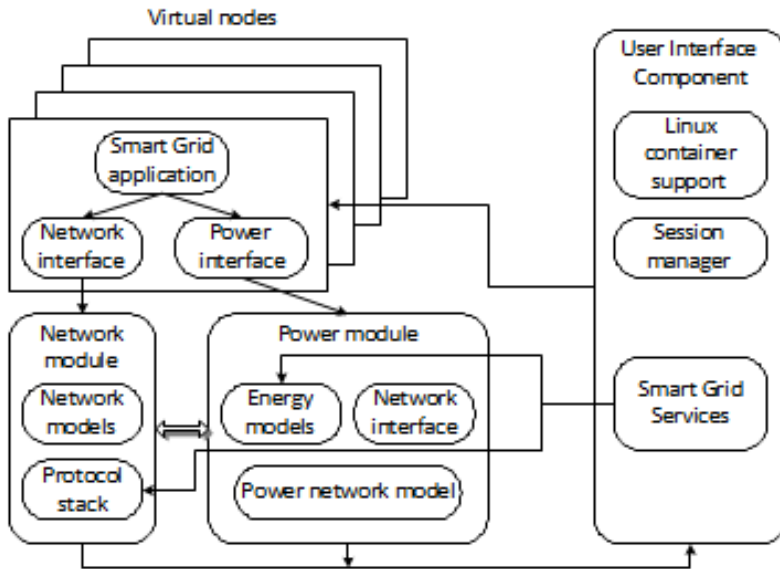 Virtual nodes
Smart Grid
application
Network
interface
Power
interface
Network
module
Network
models
Protocol
stack
Power module
Energy
models
Network
interface
Power network model
User Interface
Component
Linux
container
support
Session
manager
Smart Grid
Services